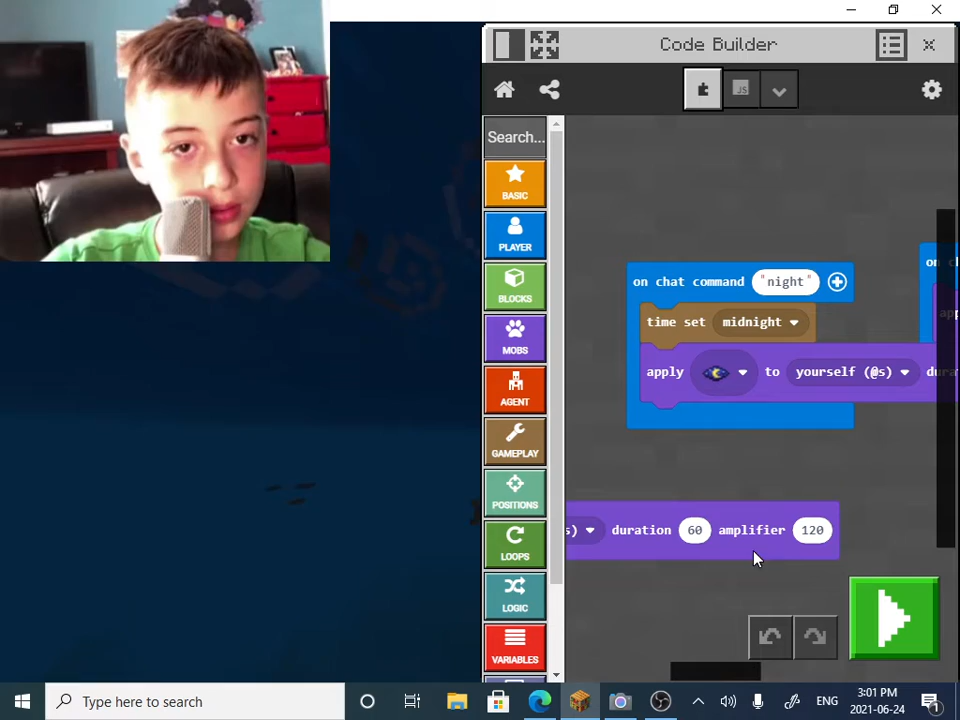 Code Builder
JS
Search...
BASIC
PLAYER
BLOCKS
MOBS
AGENT
GAMEPLAY
POSITIONS
LOOPS
LOGIC
VARIABLES
on chat command "night"
time set midnight
apply to yourself (@s)
duration 60 amplifier 120
Type here to search
ENG
3:01 PM
2021-06-24
1